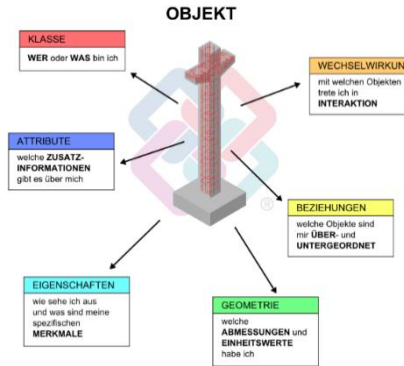 OBJEKT
KLASSE
WER oder WAS bin ich
WECHSELWIRKUNG
mit welchen Objekten
trete ich in
INTERAKTION
ATTRIBUTE
welche ZUSATZ-
INFORMATIONEN
gibt es über mich
BEZIEHUNGEN
welche Objekte sind
mir ÜBER- und
UNTERGEORDNET
EIGENSCHAFTEN
wie sehe ich aus
und was sind meine
spezifischen
MERKMALE
GEOMETRIE
welche
ABMESSUNGEN und
EINHEITSWERTE
habe ich
®